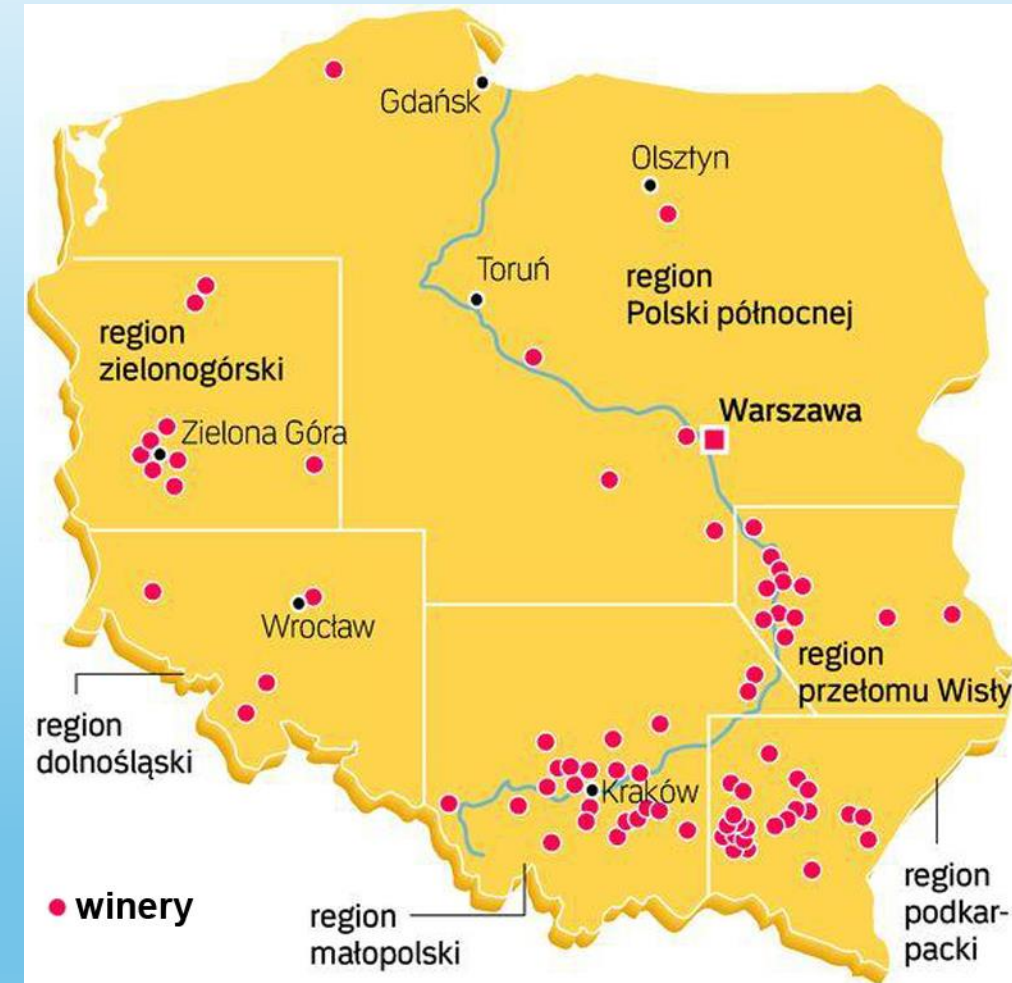 Gdańsk
Olsztyn
Toruń
region
Polski północnej
region
zielonogórski
Warszawa
Zielona Góra
Wrocław
region
przełomu Wisły
region
dolnośląski
Kraków
winery
region
małopolski
region
podkar-
packi